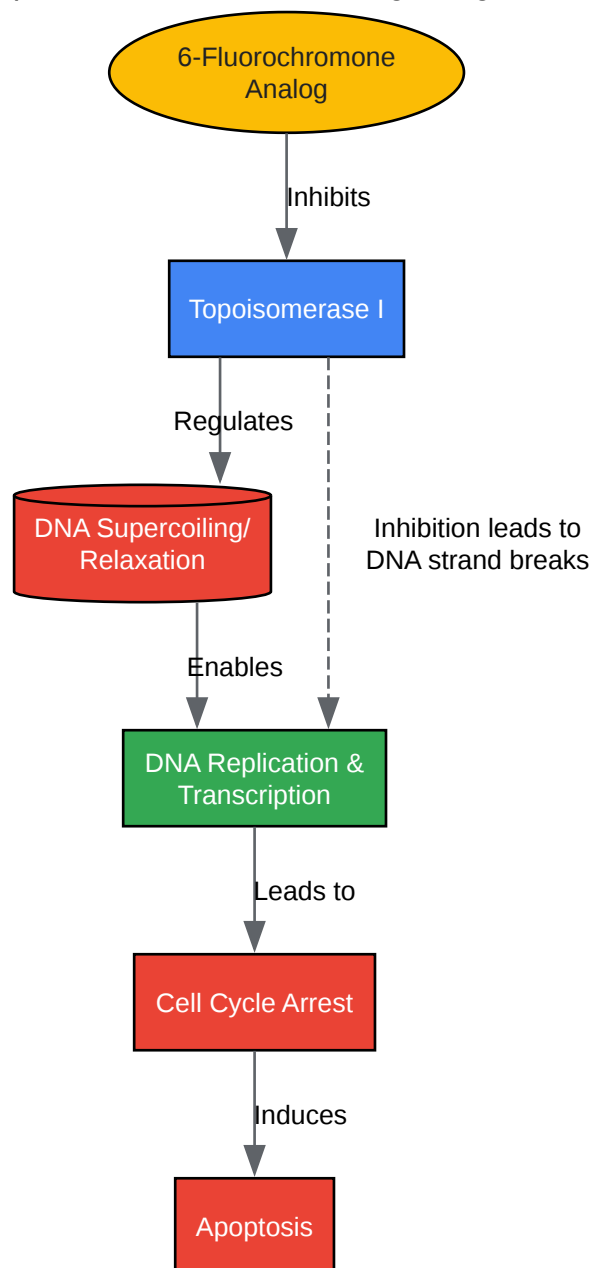 6-Fluorochromone
Analog
Inhibits
Topoisomerase I
Regulates
DNA Supercoiling/
Relaxation
Inhibition leads to
DNA strand breaks
Enables
DNA Replication &
Transcription
Leads to
Cell Cycle Arrest
Induces
Apoptosis